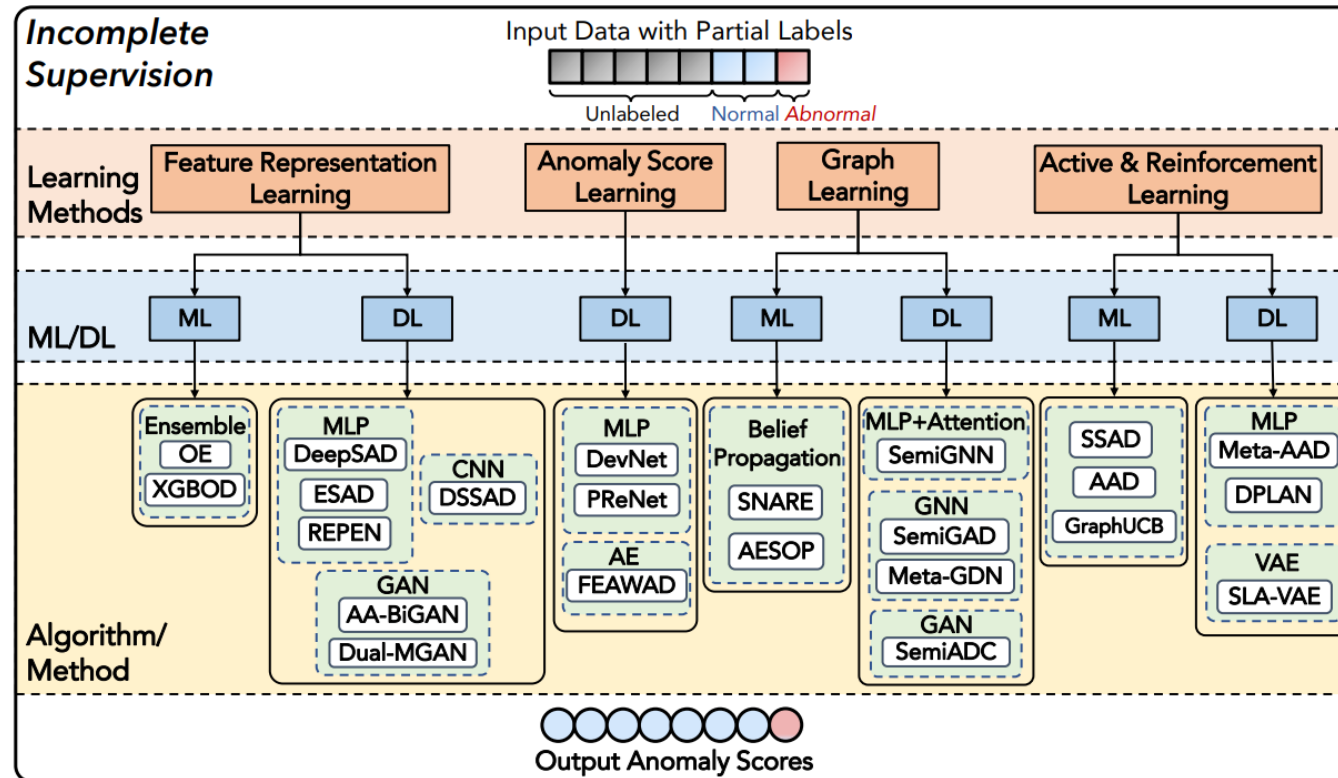 Incomplete
Supervision
Input Data with Partial Labels
Unlabeled
Normal
Abnormal
Learning
Methods
Feature Representation
Learning
Anomaly Score
Learning
Graph
Learning
Active & Reinforcement
Learning
ML/DL
ML
DL
DL
ML
DL
ML
DL
Algorithm/
Method
Ensemble
OE
XGBOD
MLP
DeepSAD
ESAD
REPEN
CNN
DSSAD
GAN
AA-BiGAN
Dual-MGAN
MLP
DevNet
PReNet
AE
FEAWAD
Belief
Propagation
SNARE
AESOP
MLP+Attention
SemiGNN
GNN
SemiGAD
Meta-GDN
GAN
SemiADC
SSAD
AAD
GraphUCB
MLP
Meta-AAD
DPLAN
VAE
SLA-VAE
Output Anomaly Scores